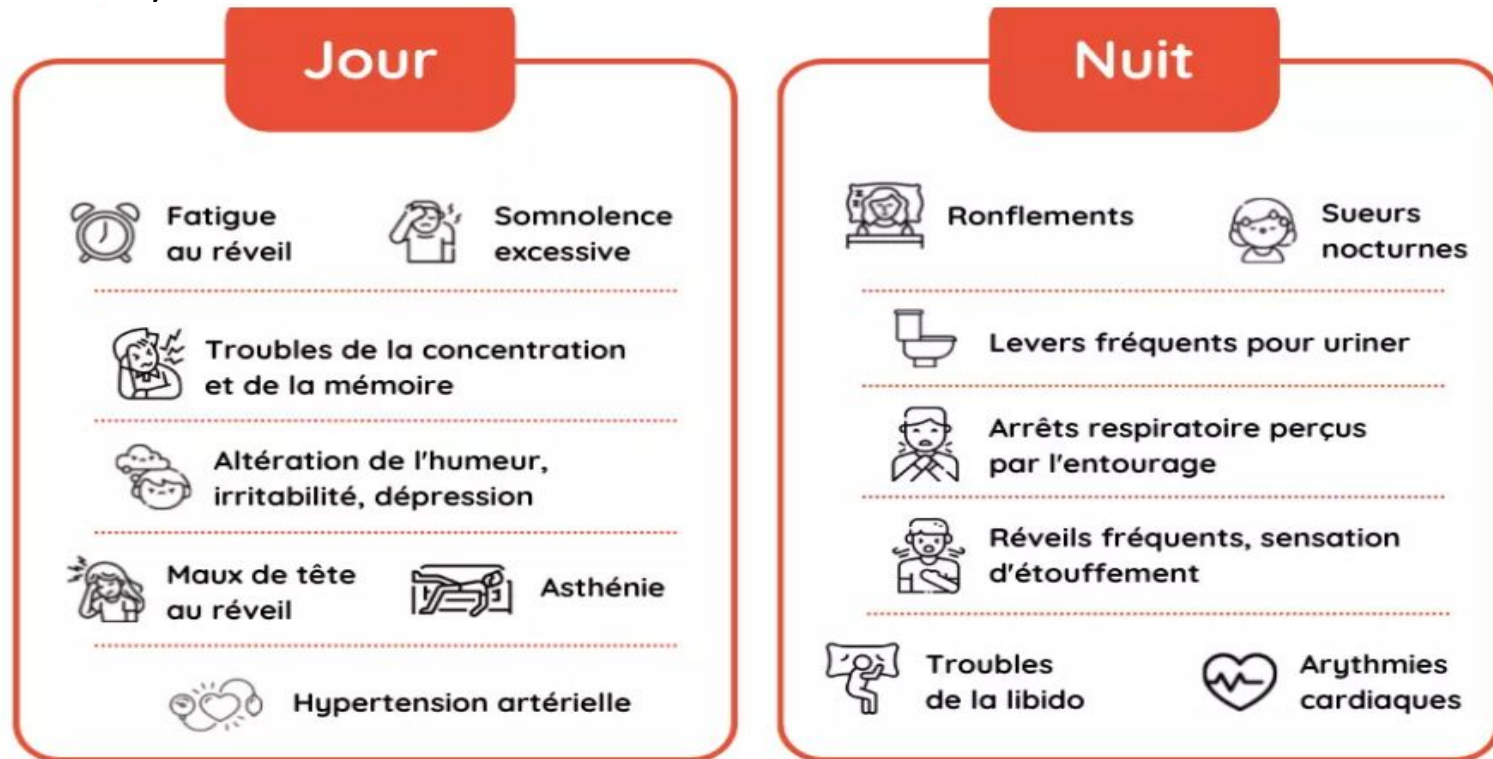 Jour
Fatigue
au réveil
Somnolence
excessive
Troubles de la concentration
et de la mémoire
Altération de l'humeur,
irritabilité, dépression
Maux de tête
au réveil
Asthénie
Hypertension artérielle
Nuit
Ronflements
Sueurs
nocturnes
Levers fréquents pour uriner
Arrêts respiratoire perçus
par l'entourage
Réveils fréquents, sensation
d'étouffement
Troubles
de la libido
Arythmies
cardiaques